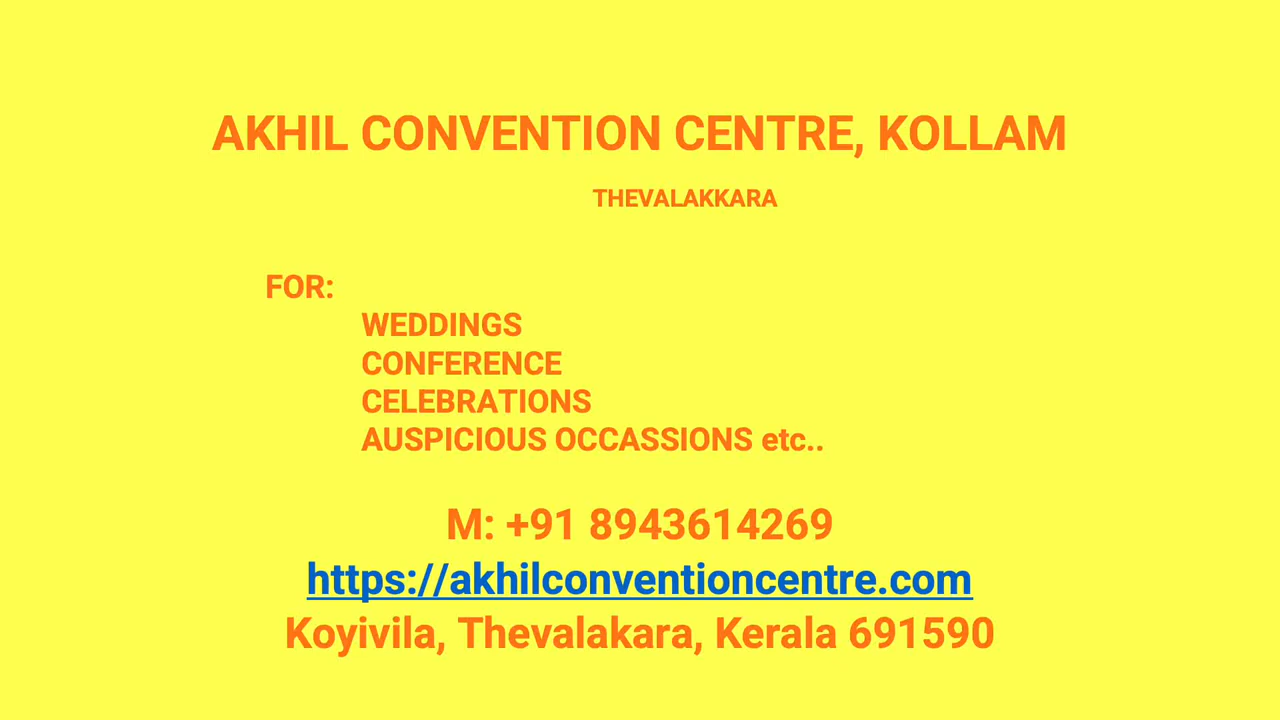 AKHIL CONVENTION CENTRE, KOLLAM
THEVALAKKARA
FOR:
WEDDINGS
CONFERENCE
CELEBRATIONS
AUSPICIOUS OCCASSIONS etc..
M: +91 8943614269
https://akhilconventioncentre.com
Koyivila, Thevalakara, Kerala 691590